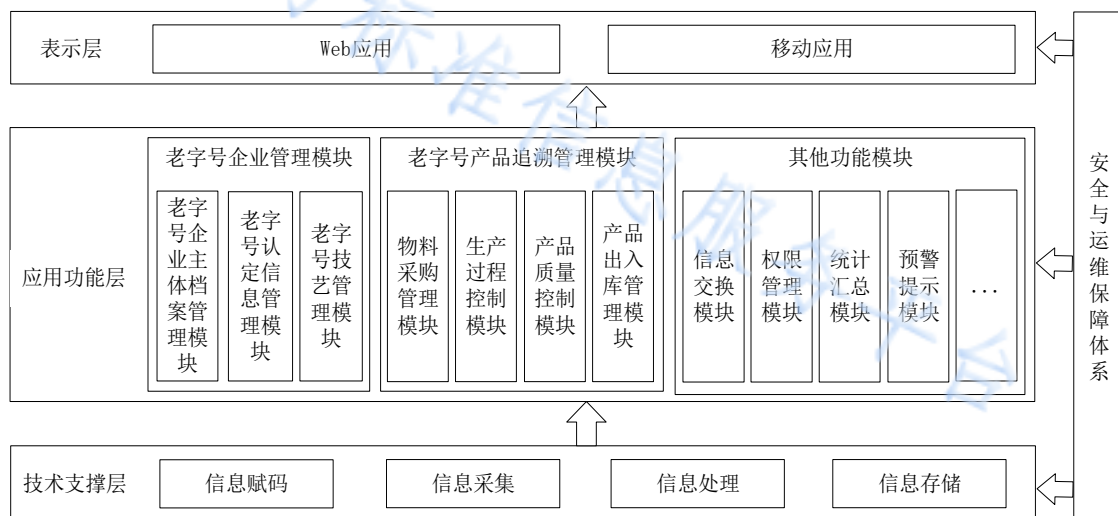 表示层
Web应用
移动应用
老字号企业管理模块
老字号产品追溯管理模块
其他功能模块
应用功能层
老字
号企
业主
体档
案管
理模
块
老字
号认
定信
息管
理模
块
老字
号技
艺管
理模
块
物料
采购
管理
模块
生产
过程
控制
模块
产品
质量
控制
模块
产品
出入
库管
理模
块
信息
交换
模块
权限
管理
模块
统计
汇总
模块
预警
提示
模块
...
技术支撑层
信息赋码
信息采集
信息处理
信息存储
安
全
与
运
维
保
障
体
系
标准信息服务平台